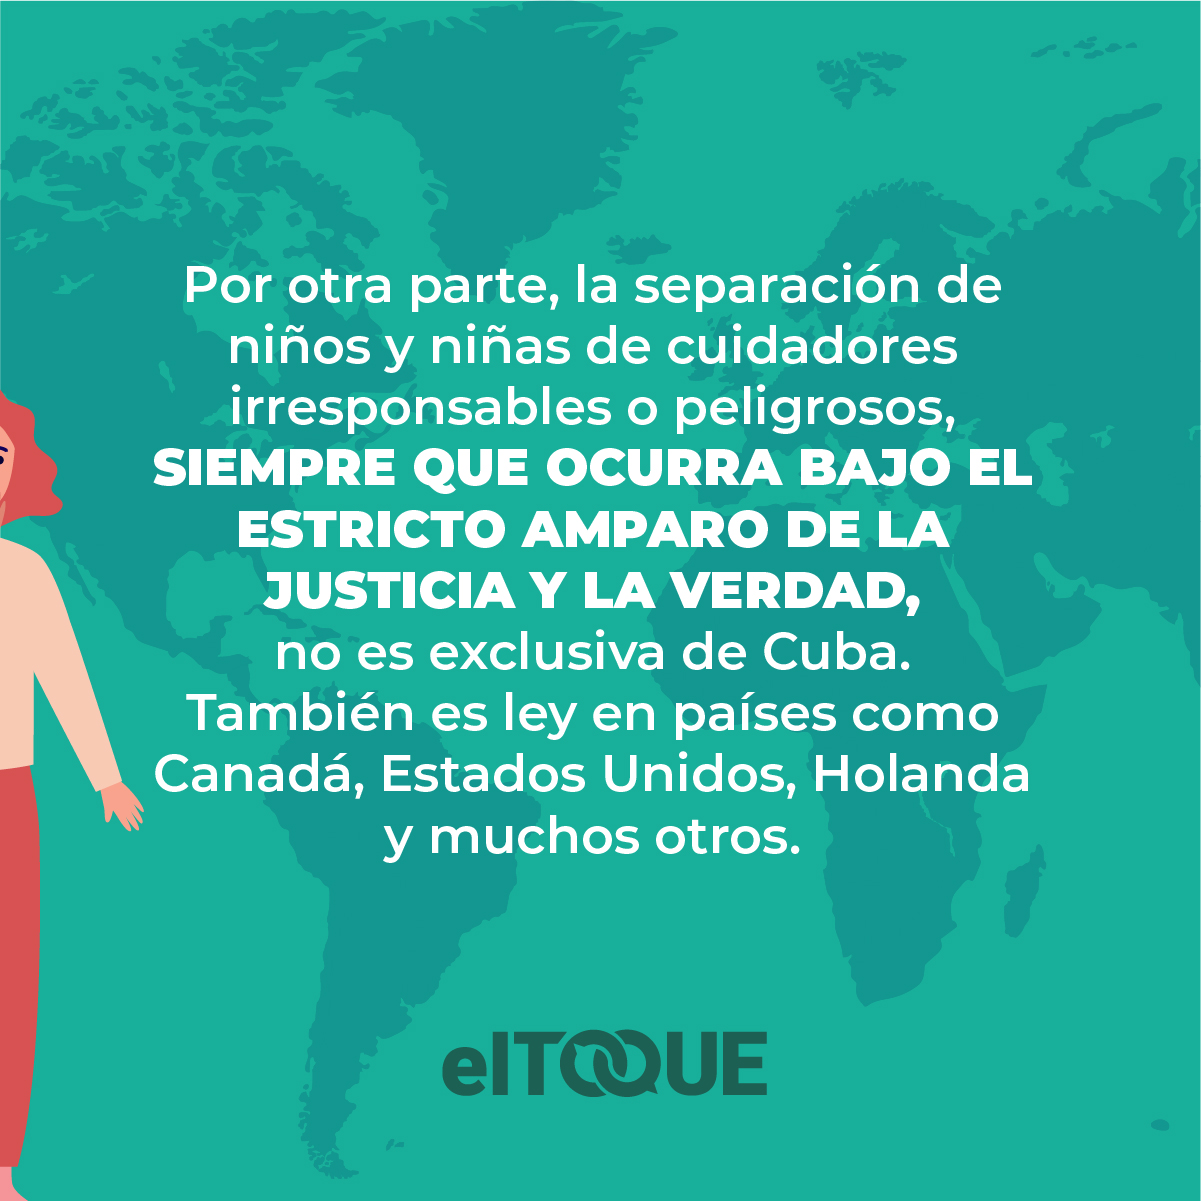 Por otra parte, la separación de
niños y niñas de cuidadores
irresponsables o peligrosos,
SIEMPRE QUE OCURRA BAJO EL
ESTRICTO AMPARO DE LA
JUSTICIA Y LA VERDAD,
no es exclusiva de Cuba.
También es ley en países como
Canadá, Estados Unidos, Holanda
y muchos otros.
elTOQUE